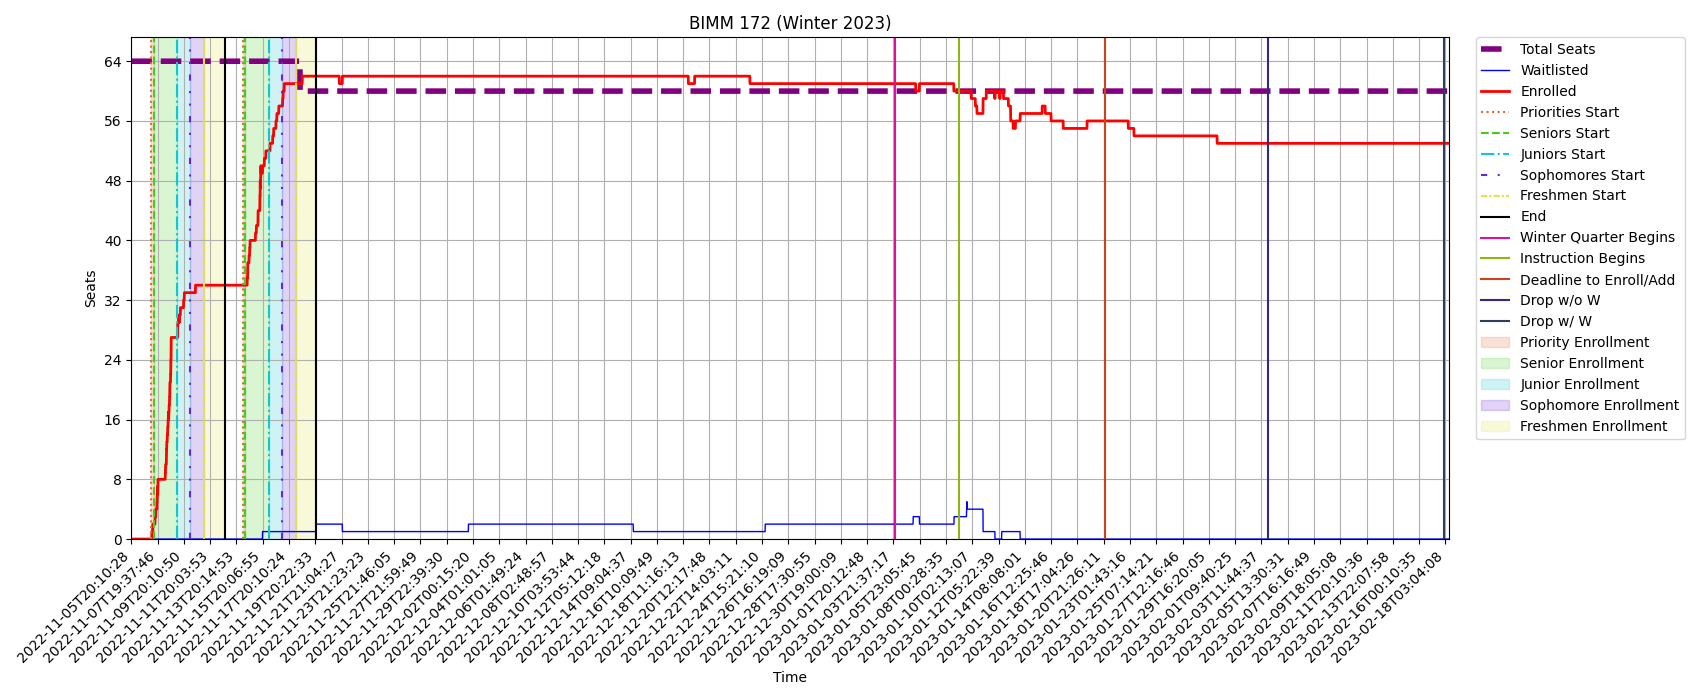 BIMM 172 (Winter 2023)
Seats
64
56
48
40
32
24
16
8
0
2022-11-05T20:10:28
2022-11-07T19:37:46
2022-11-09T20:10:50
2022-11-11T20:03:53
2022-11-13T20:14:53
2022-11-15T20:06:55
2022-11-17T20:10:24
2022-11-19T20:22:33
2022-11-21T21:04:27
2022-11-23T21:23:23
2022-11-25T21:46:05
2022-11-27T21:59:49
2022-11-29T22:39:30
2022-12-02T00:15:20
2022-12-04T01:01:05
2022-12-06T01:49:24
2022-12-08T02:48:57
2022-12-10T03:53:44
2022-12-12T05:12:18
2022-12-14T09:04:37
2022-12-16T10:09:49
2022-12-18T11:16:13
2022-12-20T12:17:48
2022-12-22T14:03:11
2022-12-24T15:21:10
2022-12-26T16:19:09
2022-12-28T17:30:55
2022-12-30T19:00:09
2023-01-01T20:12:48
2023-01-03T21:37:17
2023-01-05T23:05:45
2023-01-08T00:28:35
2023-01-10T02:13:07
2023-01-12T05:22:39
2023-01-14T08:08:01
2023-01-16T12:25:46
2023-01-18T17:04:26
2023-01-20T21:26:11
2023-01-23T01:43:16
2023-01-25T07:14:21
2023-01-27T12:16:46
2023-01-29T16:20:05
2023-02-01T09:40:25
2023-02-03T11:44:37
2023-02-05T13:30:31
2023-02-07T16:16:49
2023-02-09T18:05:08
2023-02-11T20:10:36
2023-02-13T22:07:58
2023-02-16T00:10:35
2023-02-18T03:04:08
Time
Total Seats
Waitlisted
Enrolled
Priorities Start
Seniors Start
Juniors Start
Sophomores Start
Freshmen Start
End
Winter Quarter Begins
Instruction Begins
Deadline to Enroll/Add
Drop w/o W
Drop w/ W
Priority Enrollment
Senior Enrollment
Junior Enrollment
Sophomore Enrollment
Freshmen Enrollment